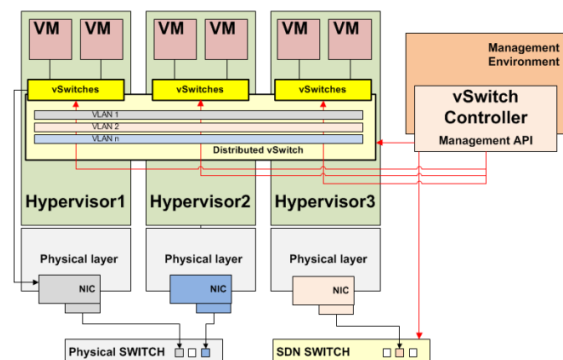 VM
VM
VM
VM
VM
VM
Management
Environment
vSwitches
vSwitches
vSwitches
vSwitch
Controller
Management API
VLAN 1
VLAN 2
VLAN n
Distributed vSwitch
Hypervisor1
Hypervisor2
Hypervisor3
Physical layer
Physical layer
Physical layer
NIC
NIC
NIC
Physical SWITCH
SDN SWITCH